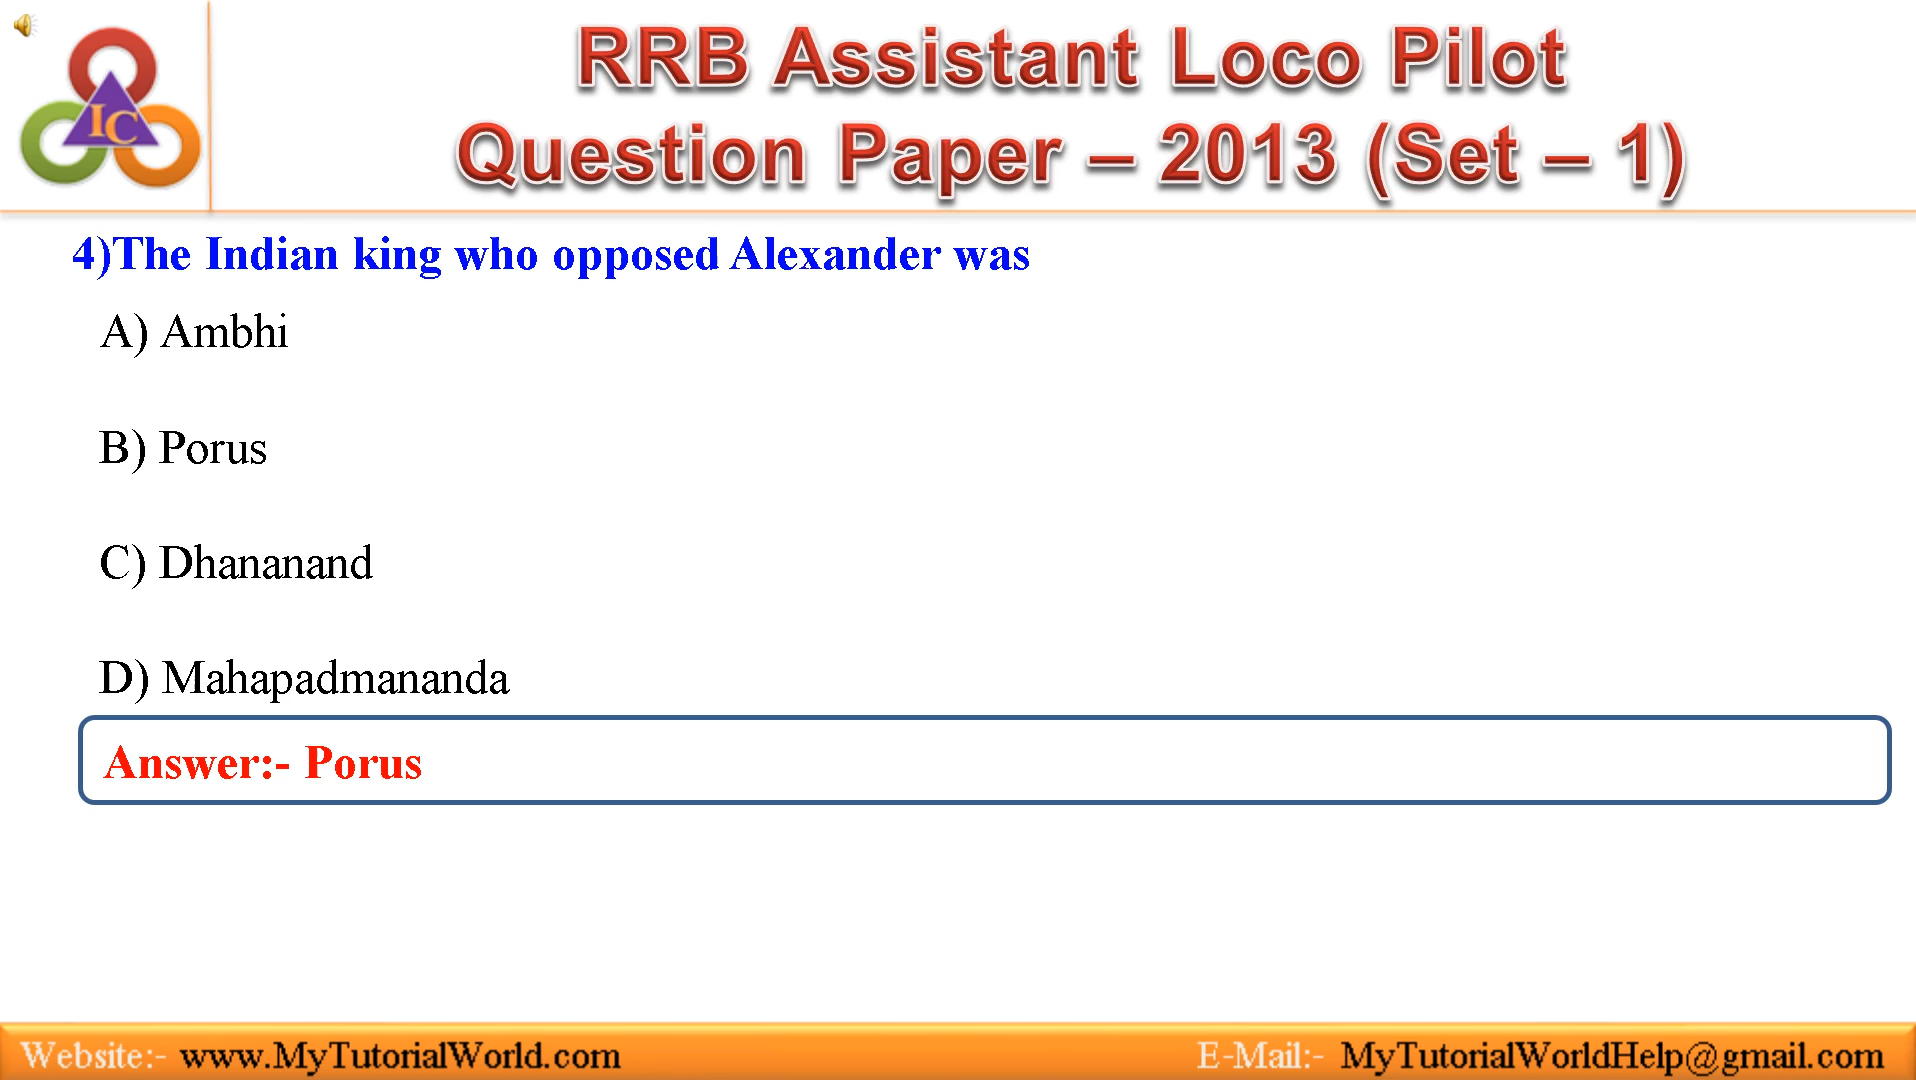 IC
RRB Assistant Loco Pilot
Question Paper – 2013 (Set – 1)
4)The Indian king who opposed Alexander was
A) Ambhi
B) Porus
C) Dhananand
D) Mahapadmananda
Answer:- Porus
Website:- www.MyTutorialWorld.com
E-Mail:- MyTutorialWorldHelp@gmail.com